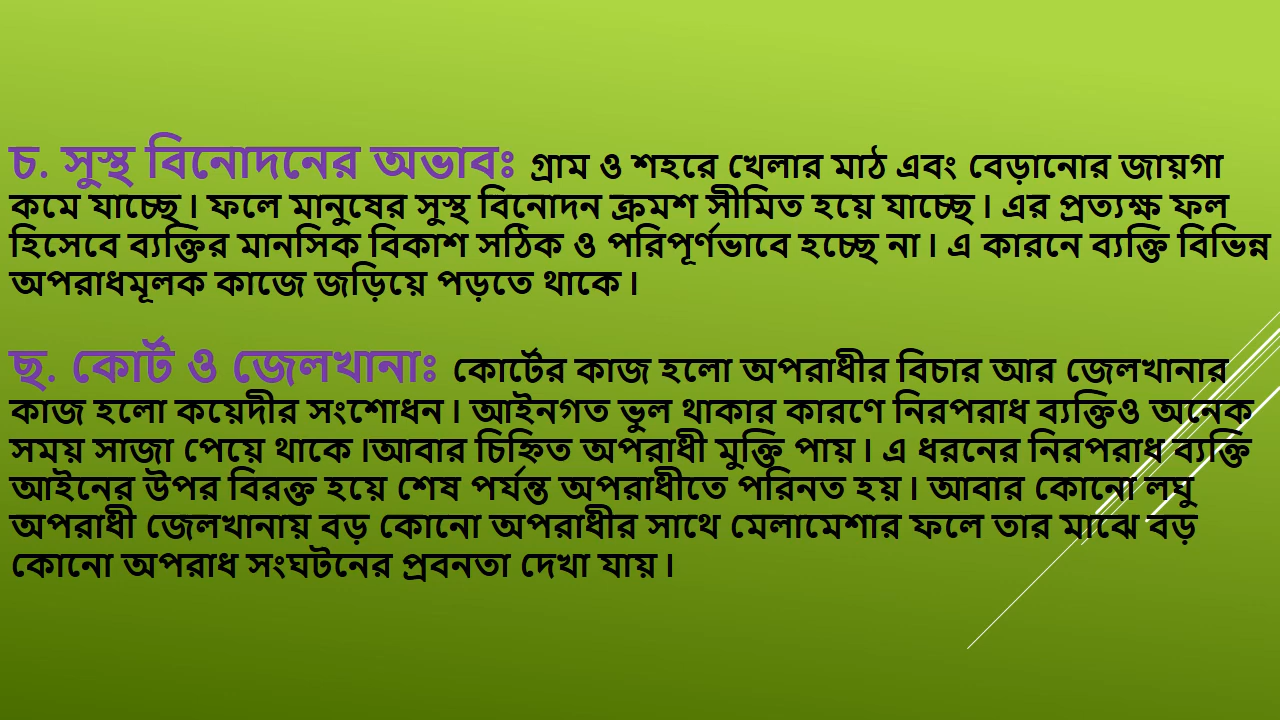 চ. সুস্থ বিনোদনের অভাবঃ গ্রাম ও শহরে খেলার মাঠ এবং বেড়ানোর জায়গা
কমে যাচ্ছে। ফলে মানুষের সুস্থ বিনোদন ক্রমশ সীমিত হয়ে যাচ্ছে। এর প্রত্যক্ষ ফল
হিসেবে ব্যক্তির মানসিক বিকাশ সঠিক ও পরিপূর্ণভাবে হচ্ছে না। এ কারনে ব্যক্তি বিভিন্ন
অপরাধমূলক কাজে জড়িয়ে পড়তে থাকে।
ছ. কোর্ট ও জেলখানাঃ কোর্টের কাজ হলো অপরাধীর বিচার আর জেলখানার
কাজ হলো কয়েদীর সংশোধন। আইনগত ভুল থাকার কারণে নিরপরাধ ব্যক্তিও অনেক
সময় সাজা পেয়ে থাকে।আবার চিহ্নিত অপরাধী মুক্তি পায়। এ ধরনের নিরপরাধ ব্যক্তি
আইনের উপর বিরক্ত হয়ে শেষ পর্যন্ত অপরাধীতে পরিনত হয়। আবার কোনো লঘু
অপরাধী জেলখানায় বড় কোনো অপরাধীর সাথে মেলামেশার ফলে তার মাঝে বড়
কোনো অপরাধ সংঘটনের প্রবনতা দেখা যায়।